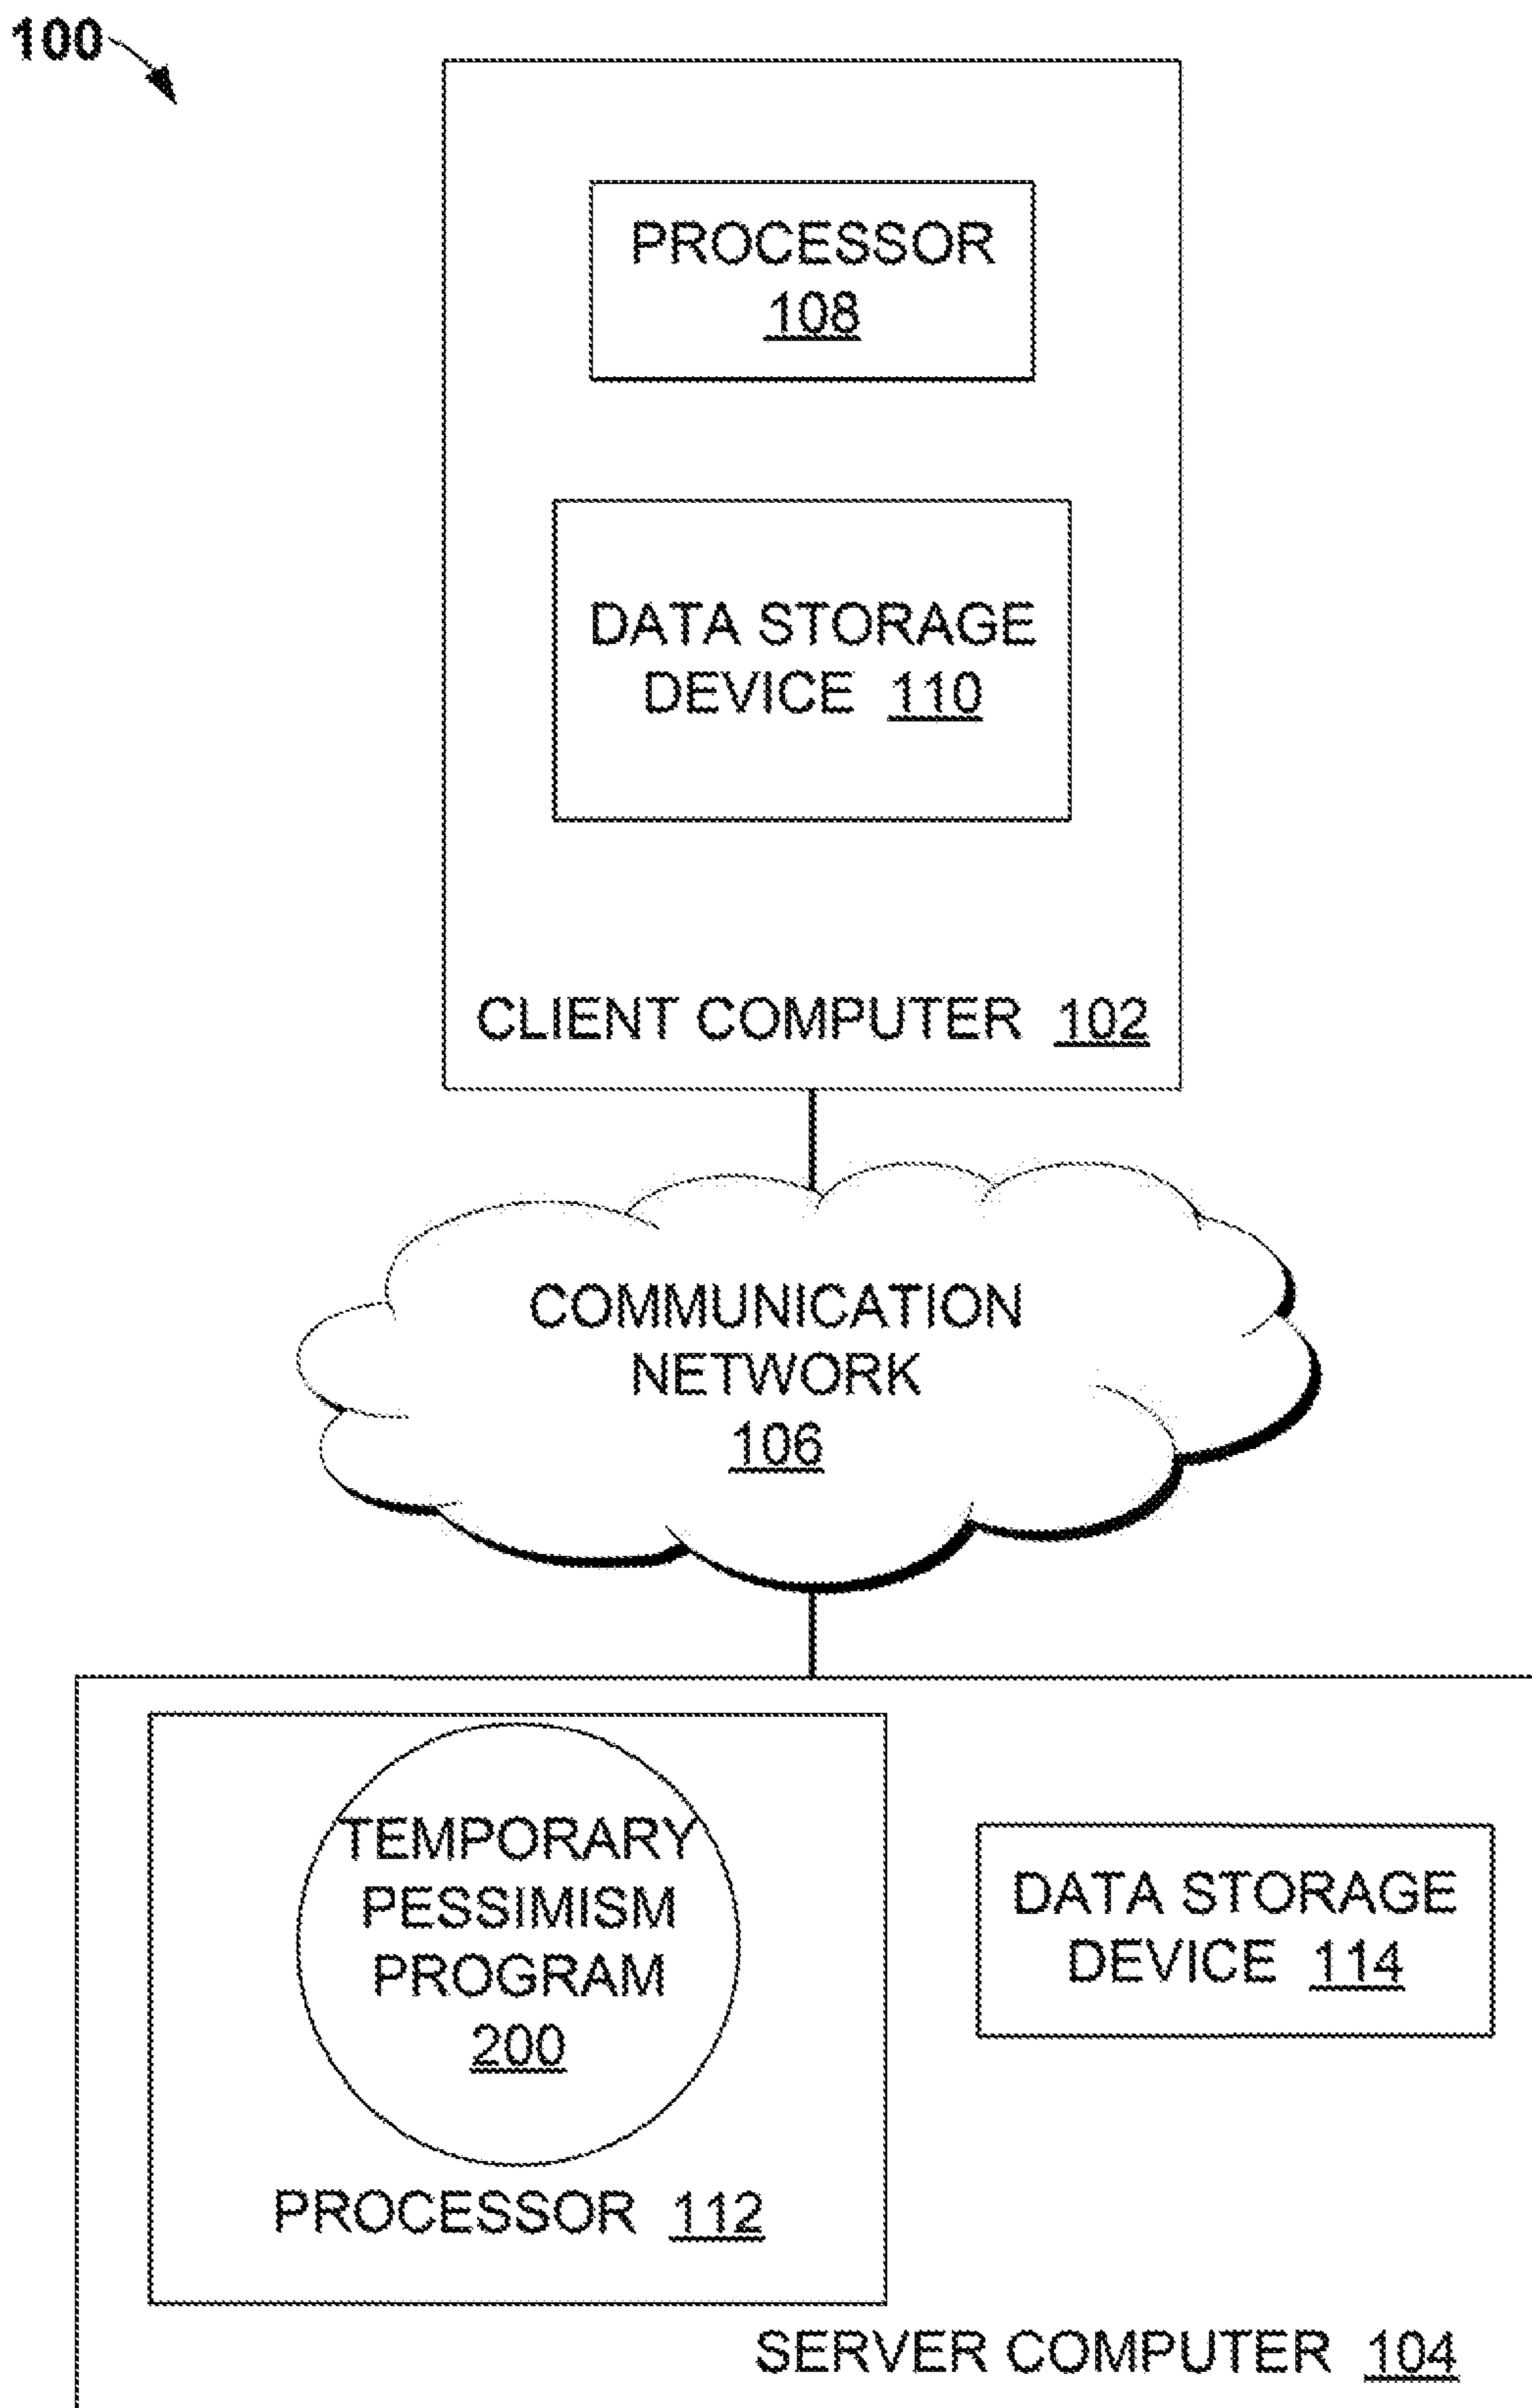 100
PROCESSOR
108
DATA STORAGE
DEVICE 110
CLIENT COMPUTER 102
COMMUNICATION
NETWORK
106
TEMPORARY
PESSIMISM
PROGRAM
200
PROCESSOR 112
DATA STORAGE
DEVICE 114
SERVER COMPUTER 104